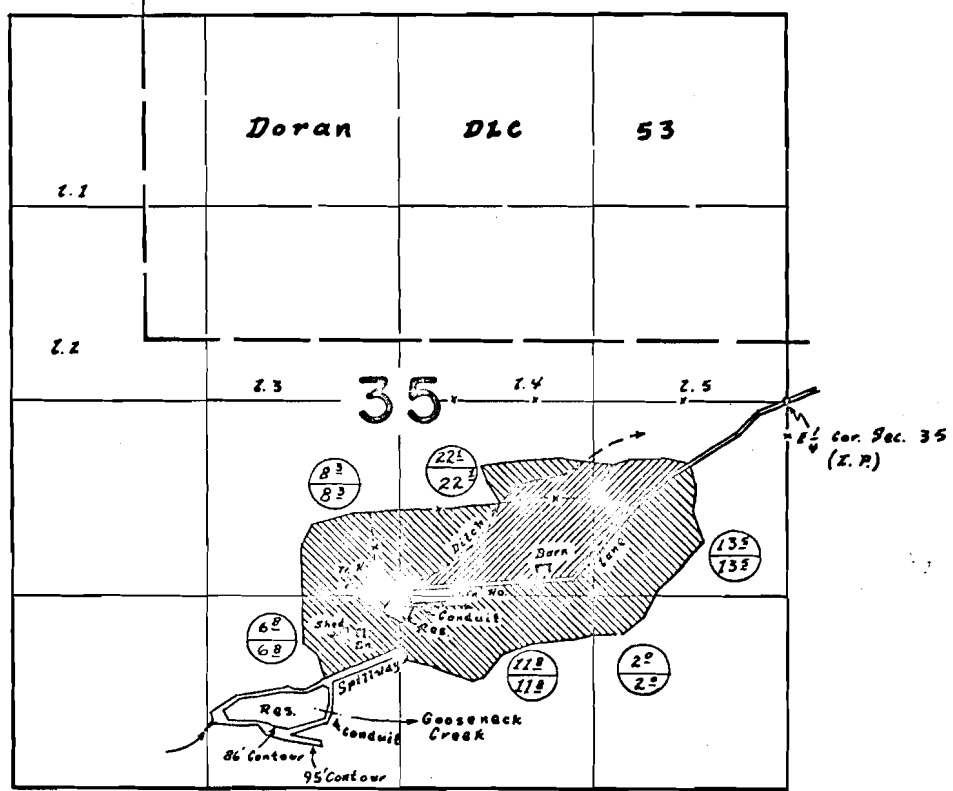 Doran DLC 53
l.1
l.2
l.3 35 l.4 l.5
E 1/4 Cor. Sec. 35
(I.P.)
8 3
8 3
22 1
22 1
Ditch
Barn
Lane
13 5
13 5
Ho.
Conduit
Res.
Shed
6 8
6 8
Spillway
11 8
11 8
2 0
2 0
Res.
Gooseneck
Creek
Conduit
86' Contour
95' Contour